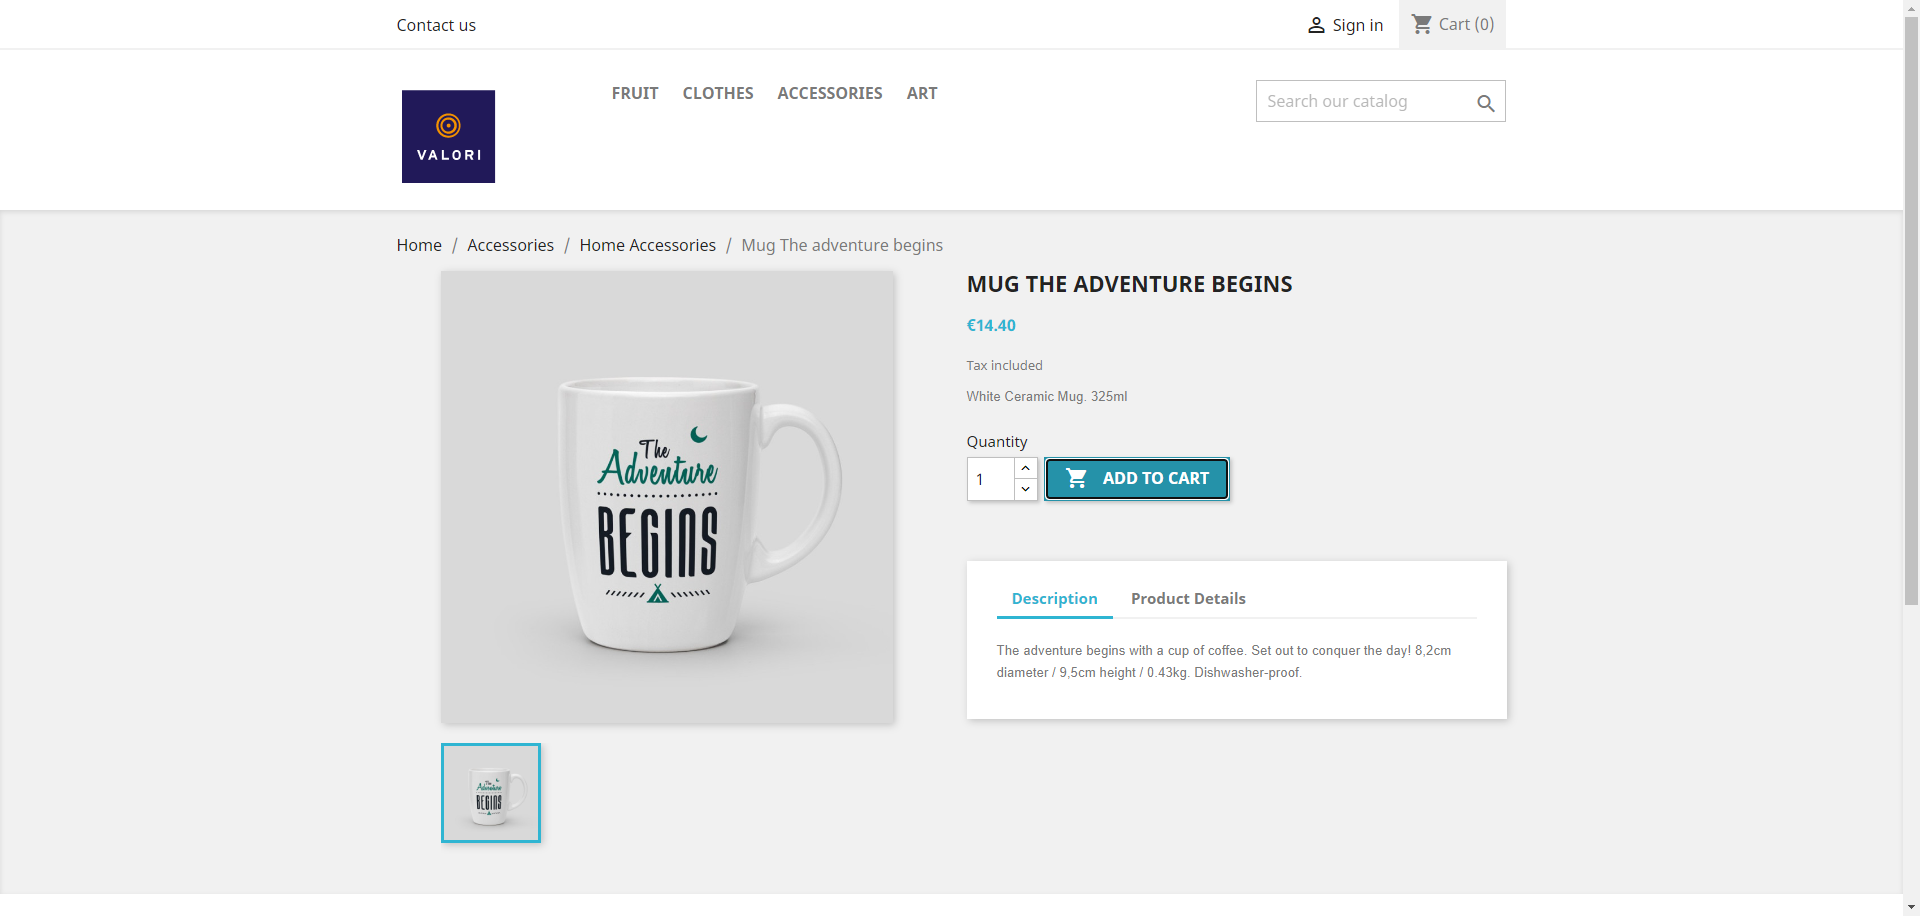 Contact us
Sign in
Cart (0)
VALORI
FRUIT CLOTHES ACCESSORIES ART
Search our catalog
Home / Accessories / Home Accessories / Mug The adventure begins
The
Adventure
BEGINS
MUG THE ADVENTURE BEGINS
€14.40
Tax included
White Ceramic Mug. 325ml
Quantity
1
ADD TO CART
Description Product Details
The adventure begins with a cup of coffee. Set out to conquer the day! 8,2cm
diameter / 9,5cm height / 0.43kg. Dishwasher-proof.
The
Adventure
BEGINS